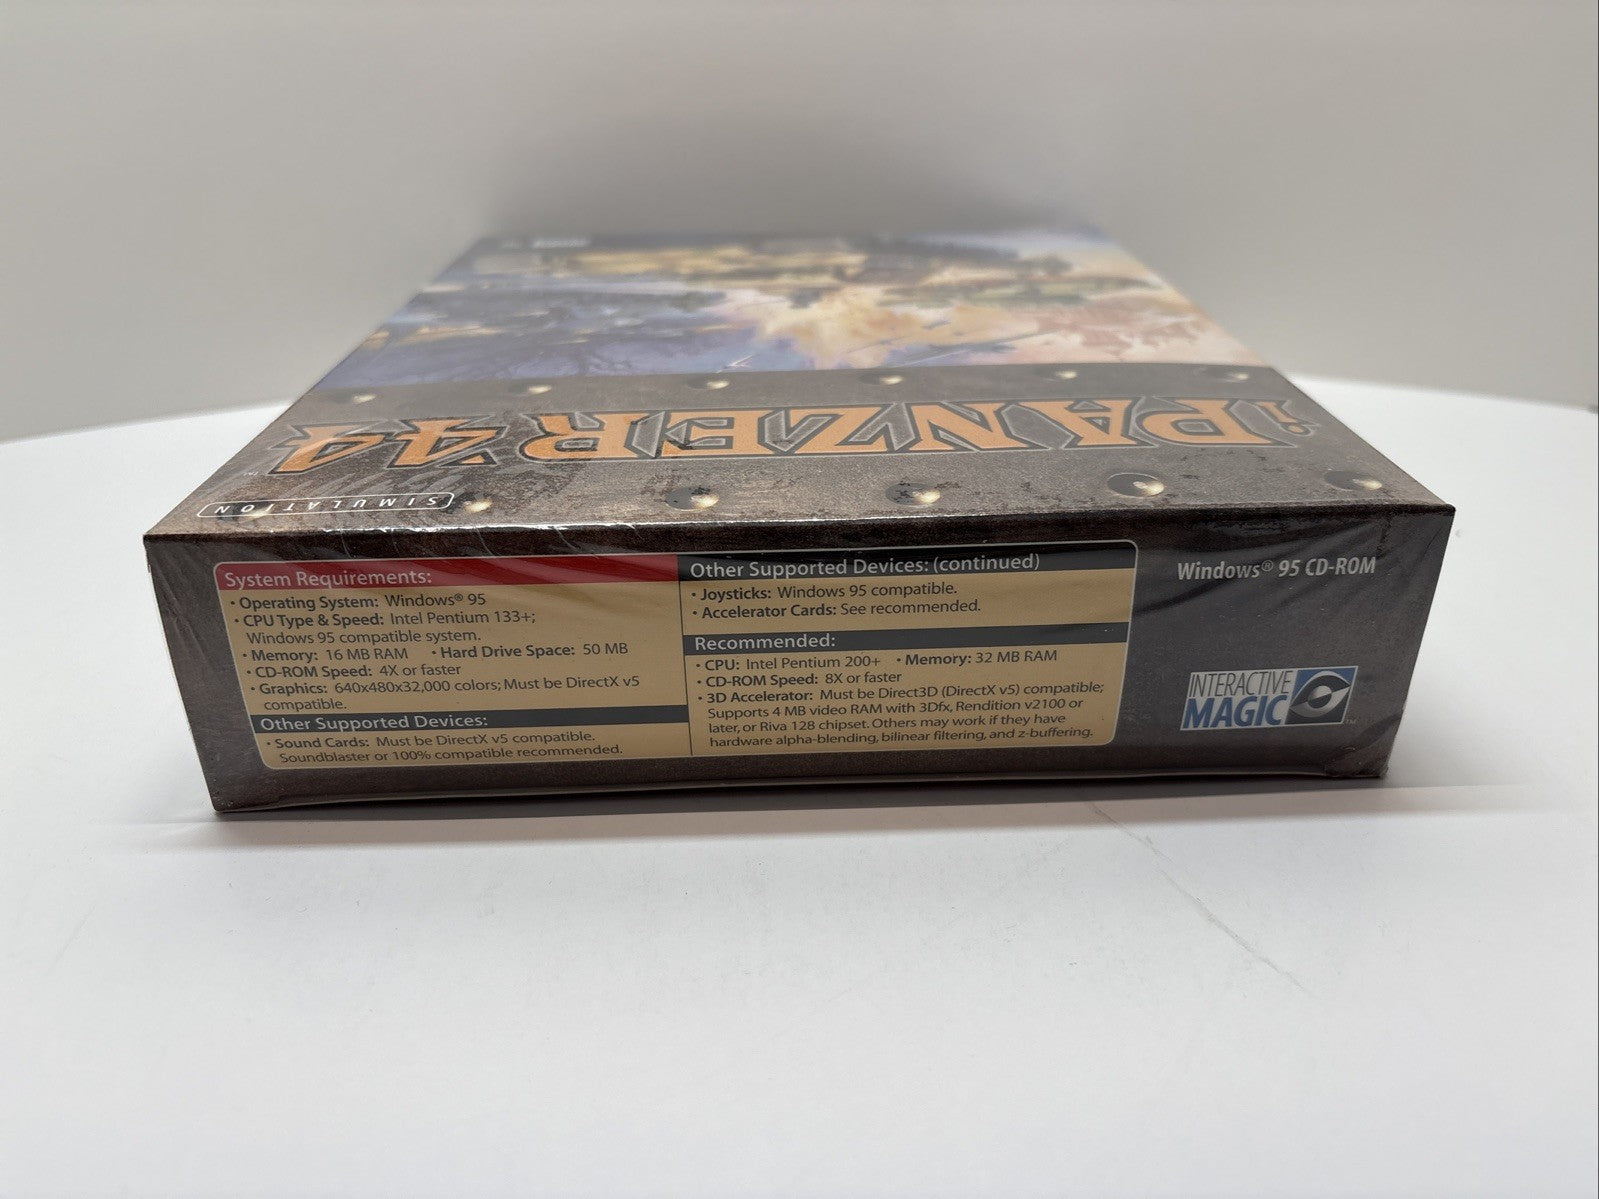 iPANZER 44 ™
SIMULATION
System Requirements:
• Operating System: Windows® 95
• CPU Type & Speed: Intel Pentium 133+;
Windows 95 compatible system.
• Memory: 16 MB RAM • Hard Drive Space: 50 MB
• CD-ROM Speed: 4X or faster
• Graphics: 640x480x32,000 colors; Must be DirectX v5
compatible.
Other Supported Devices:
• Sound Cards: Must be DirectX v5 compatible.
Soundblaster or 100% compatible recommended.
Other Supported Devices: (continued)
• Joysticks: Windows 95 compatible.
• Accelerator Cards: See recommended.
Recommended:
• CPU: Intel Pentium 200+ • Memory: 32 MB RAM
• CD-ROM Speed: 8X or faster
• 3D Accelerator: Must be Direct3D (DirectX v5) compatible;
Supports 4 MB video RAM with 3Dfx, Rendition v2100 or
later, or Riva 128 chipset. Others may work if they have
hardware alpha-blending, bilinear filtering, and z-buffering.
Windows® 95 CD-ROM
INTERACTIVE
MAGIC ™